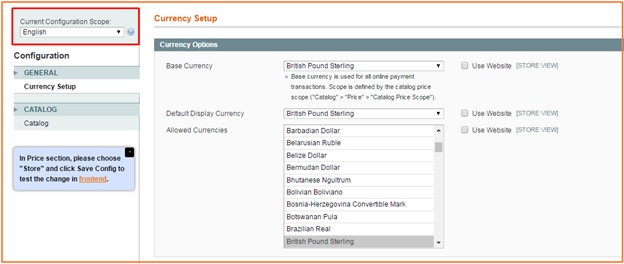 Current Configuration Scope:
English
Configuration
GENERAL
Currency Setup
CATALOG
Catalog
In Price section, please choose
"Store" and click Save Config to
test the change in frontend.
Currency Setup
Currency Options
Base Currency
British Pound Sterling
Use Website [STORE VIEW]
Base currency is used for all online payment
transactions. Scope is defined by the catalog price
scope ("Catalog" > "Price" > "Catalog Price Scope").
Default Display Currency
British Pound Sterling
Use Website [STORE VIEW]
Allowed Currencies
Barbadian Dollar
Belarusian Ruble
Belize Dollar
Bermudan Dollar
Bhutanese Ngultrum
Bolivian Boliviano
Bosnia-Herzegovina Convertible Mark
Botswanan Pula
Brazilian Real
British Pound Sterling
Use Website [STORE VIEW]